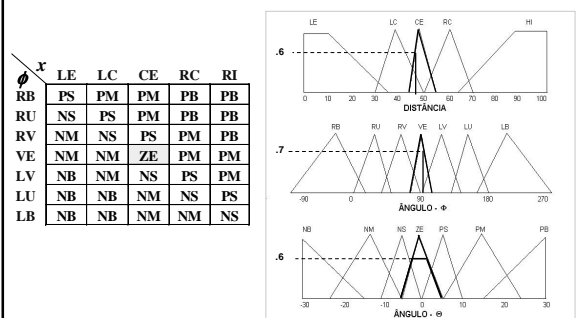 x
ϕ LE LC CE RC RI
RB PS PM PM PB PB
RU NS PS PM PB PB
RV NM NS PS PM PB
VE NM NM ZE PM PM
LV NB NM NS PS PM
LU NB NB NM NS PS
LB NB NB NM NM NS
LE LC CE RC HI
.6
0 10 20 30 40 50 60 70 80 90 100
DISTÂNCIA
RB RU RV VE LV LU LB
.7
-90 0 90 180 270
ÂNGULO - Φ
NB NM NS ZE PS PM PB
.6
-30 -20 -10 0 10 20 30
ÂNGULO - Θ